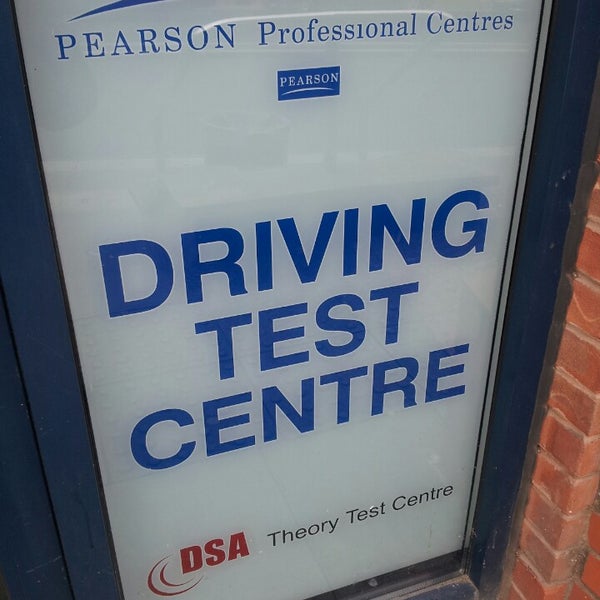 PEARSON Professional Centres
PEARSON
DRIVING
TEST
CENTRE
DSA Theory Test Centre